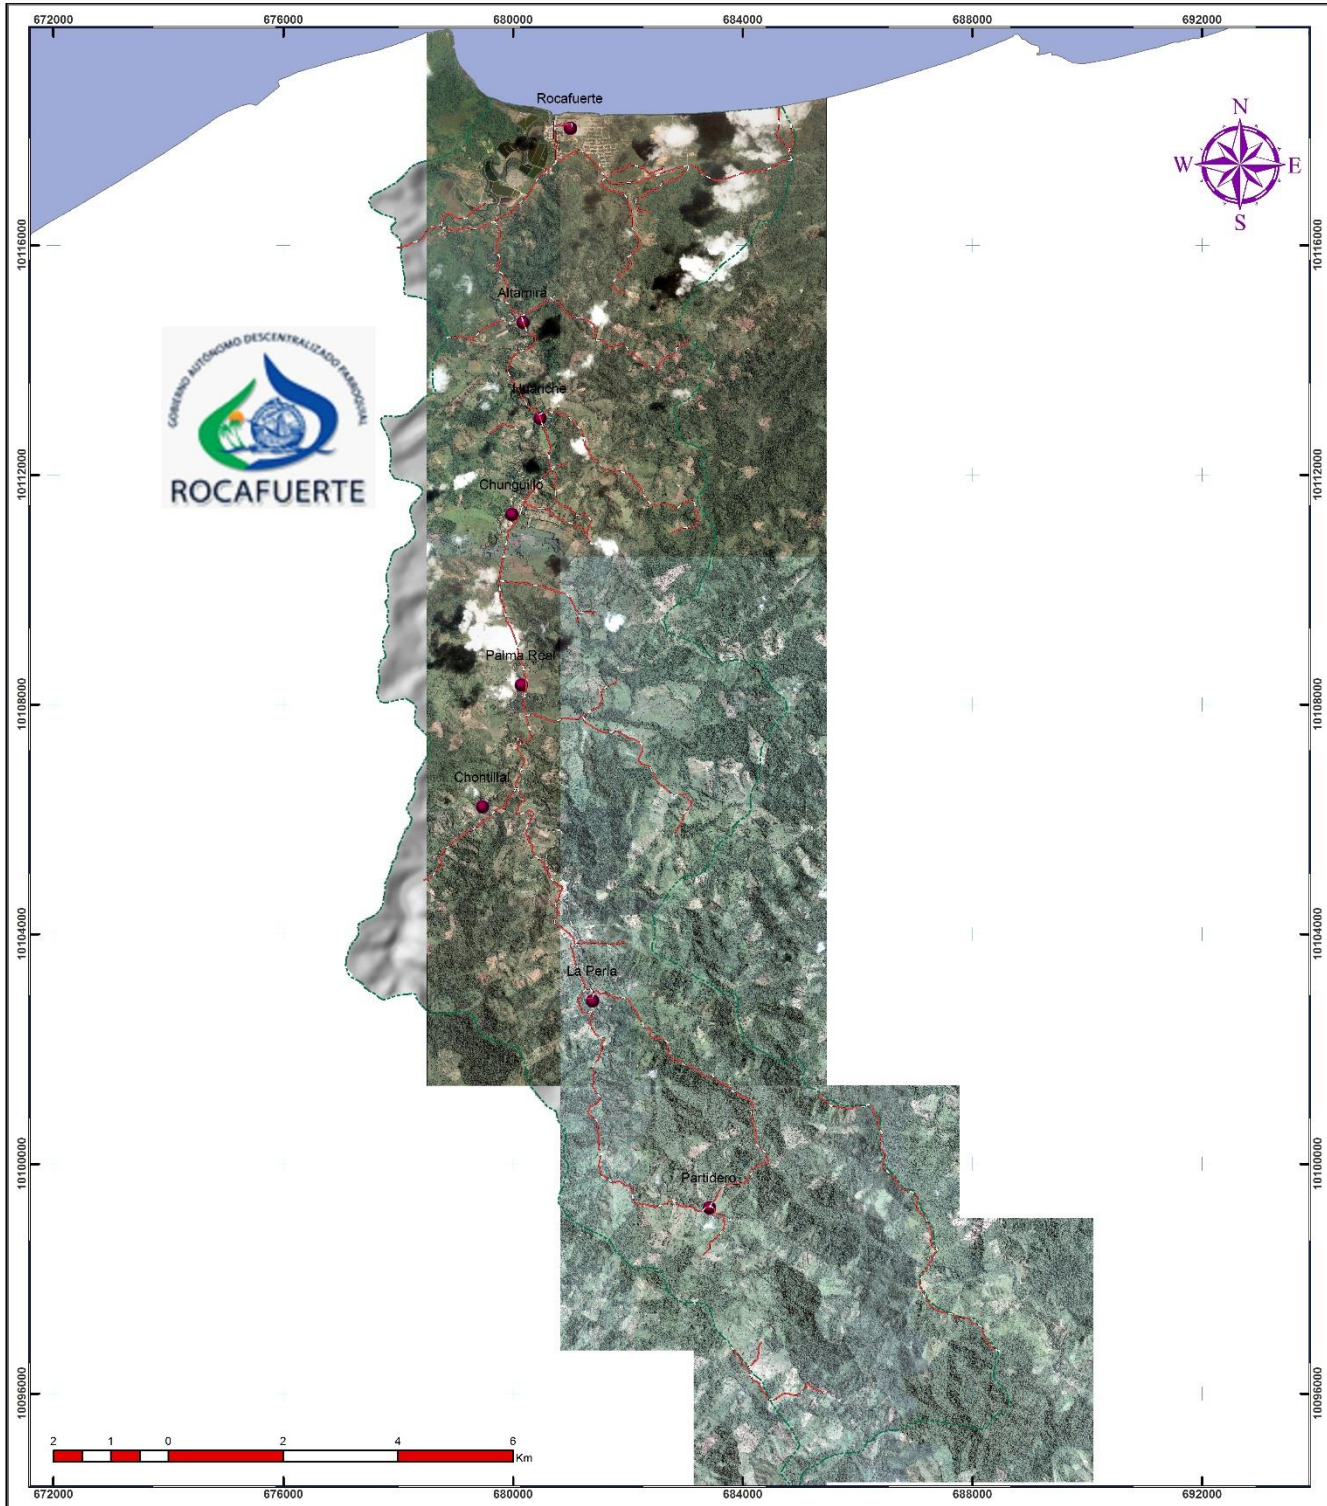 672000 676000 680000 684000 688000 692000
Rocafuerte
N
W E
S
10116000 10116000
Altamira
GOBIERNO AUTÓNOMO DESCENTRALIZADO PARROQUIAL
ROCAFUERTE
Huariche
10112000 10112000
Chunguillo
Palma Real
10108000 10108000
Chontillal
10104000 10104000
La Perla
10100000 10100000
Partidero
10096000 10096000
2 1 0 2 4 6
Km
672000 676000 680000 684000 688000 692000